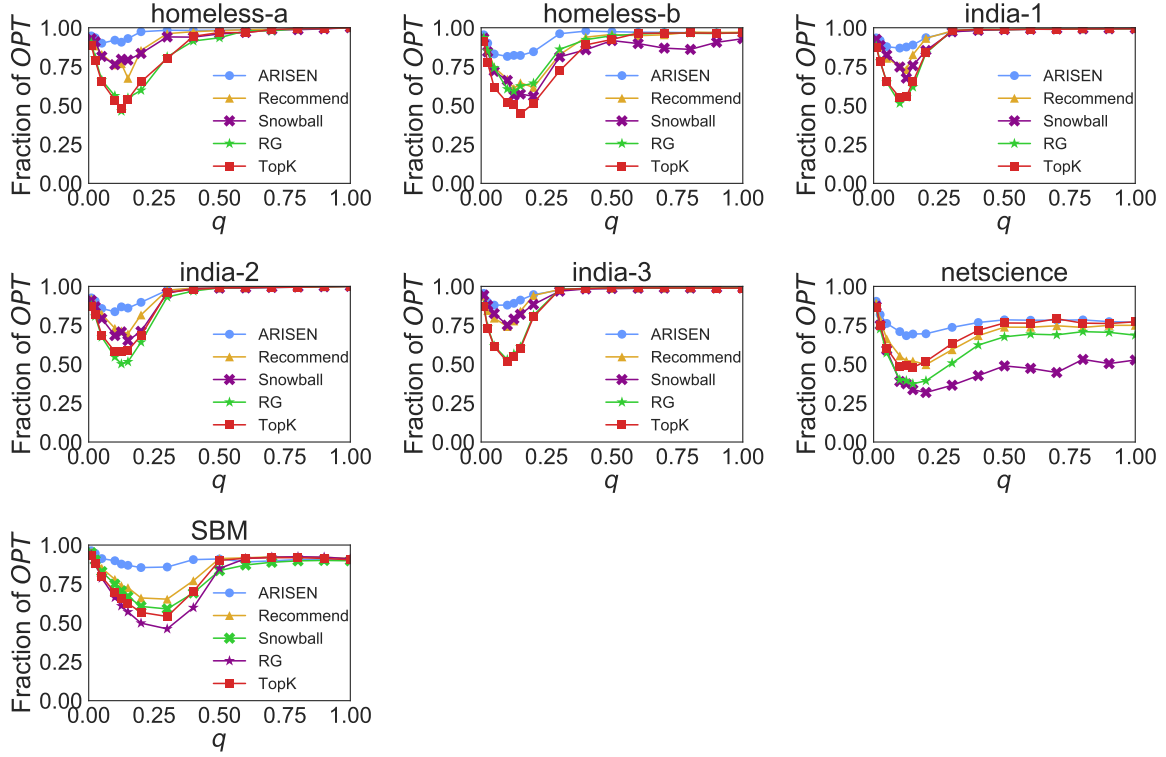 homeless-a
Fraction of OPT
1.00
0.75
0.50
0.25
0.00
ARISEN
Recommend
Snowball
RG
TopK
0.00 0.25 0.50 0.75 1.00
q
homeless-b
Fraction of OPT
1.00
0.75
0.50
0.25
0.00
ARISEN
Recommend
Snowball
RG
TopK
0.00 0.25 0.50 0.75 1.00
q
india-1
Fraction of OPT
1.00
0.75
0.50
0.25
0.00
ARISEN
Recommend
Snowball
RG
TopK
0.00 0.25 0.50 0.75 1.00
q
india-2
Fraction of OPT
1.00
0.75
0.50
0.25
0.00
ARISEN
Recommend
Snowball
RG
TopK
0.00 0.25 0.50 0.75 1.00
q
india-3
Fraction of OPT
1.00
0.75
0.50
0.25
0.00
ARISEN
Recommend
Snowball
RG
TopK
0.00 0.25 0.50 0.75 1.00
q
netscience
Fraction of OPT
1.00
0.75
0.50
0.25
0.00
ARISEN
Recommend
Snowball
RG
TopK
0.00 0.25 0.50 0.75 1.00
q
SBM
Fraction of OPT
1.00
0.75
0.50
0.25
0.00
ARISEN
Recommend
Snowball
RG
TopK
0.00 0.25 0.50 0.75 1.00
q